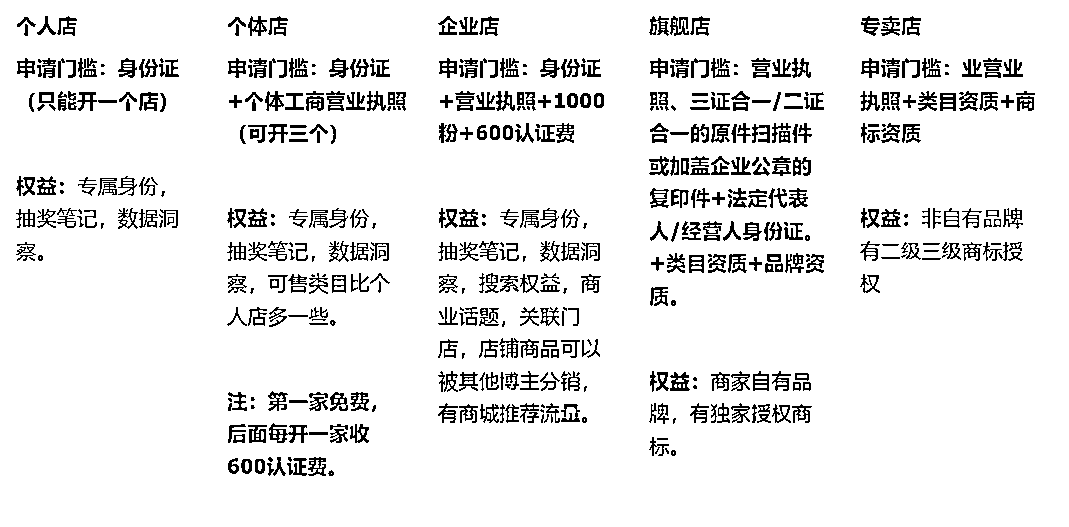 个人店
申请门槛：身份证
（只能开一个店）
权益：专属身份，
抽奖笔记，数据洞
察。
个体店
申请门槛：身份证
+个体工商营业执照
（可开三个）
权益：专属身份，
抽奖笔记，数据洞
察，可售类目比个
人店多一些。
注：第一家免费，
后面每开一家收
600认证费。
企业店
申请门槛：身份证
+营业执照+1000
粉+600认证费
权益：专属身份，
抽奖笔记，数据洞
察，搜索权益，商
业话题，关联门
店，店铺商品可以
被其他博主分销，
有商城推荐流量。
旗舰店
申请门槛：营业执
照、三证合一/二证
合一的原件扫描件
或加盖企业公章的
复印件+法定代表
人/经营人身份证。
+类目资质+品牌资
质。
权益：商家自有品
牌，有独家授权商
标。
专卖店
申请门槛：业营业
执照+类目资质+商
标资质
权益：非自有品牌
有二级三级商标授
权